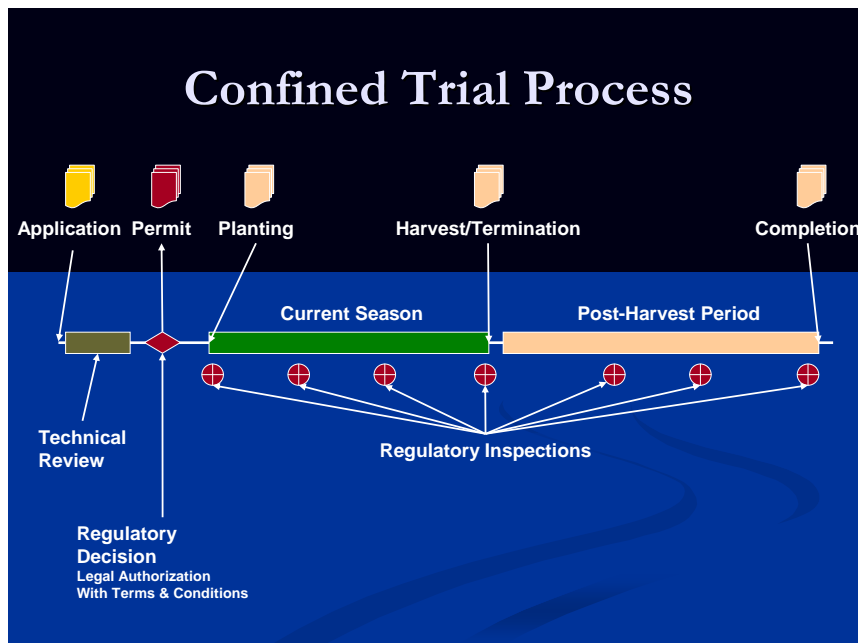 Confined Trial Process
Application
Permit
Planting
Harvest/Termination
Completion
Current Season
Post-Harvest Period
Technical
Review
Regulatory Inspections
Regulatory
Decision
Legal Authorization
With Terms & Conditions